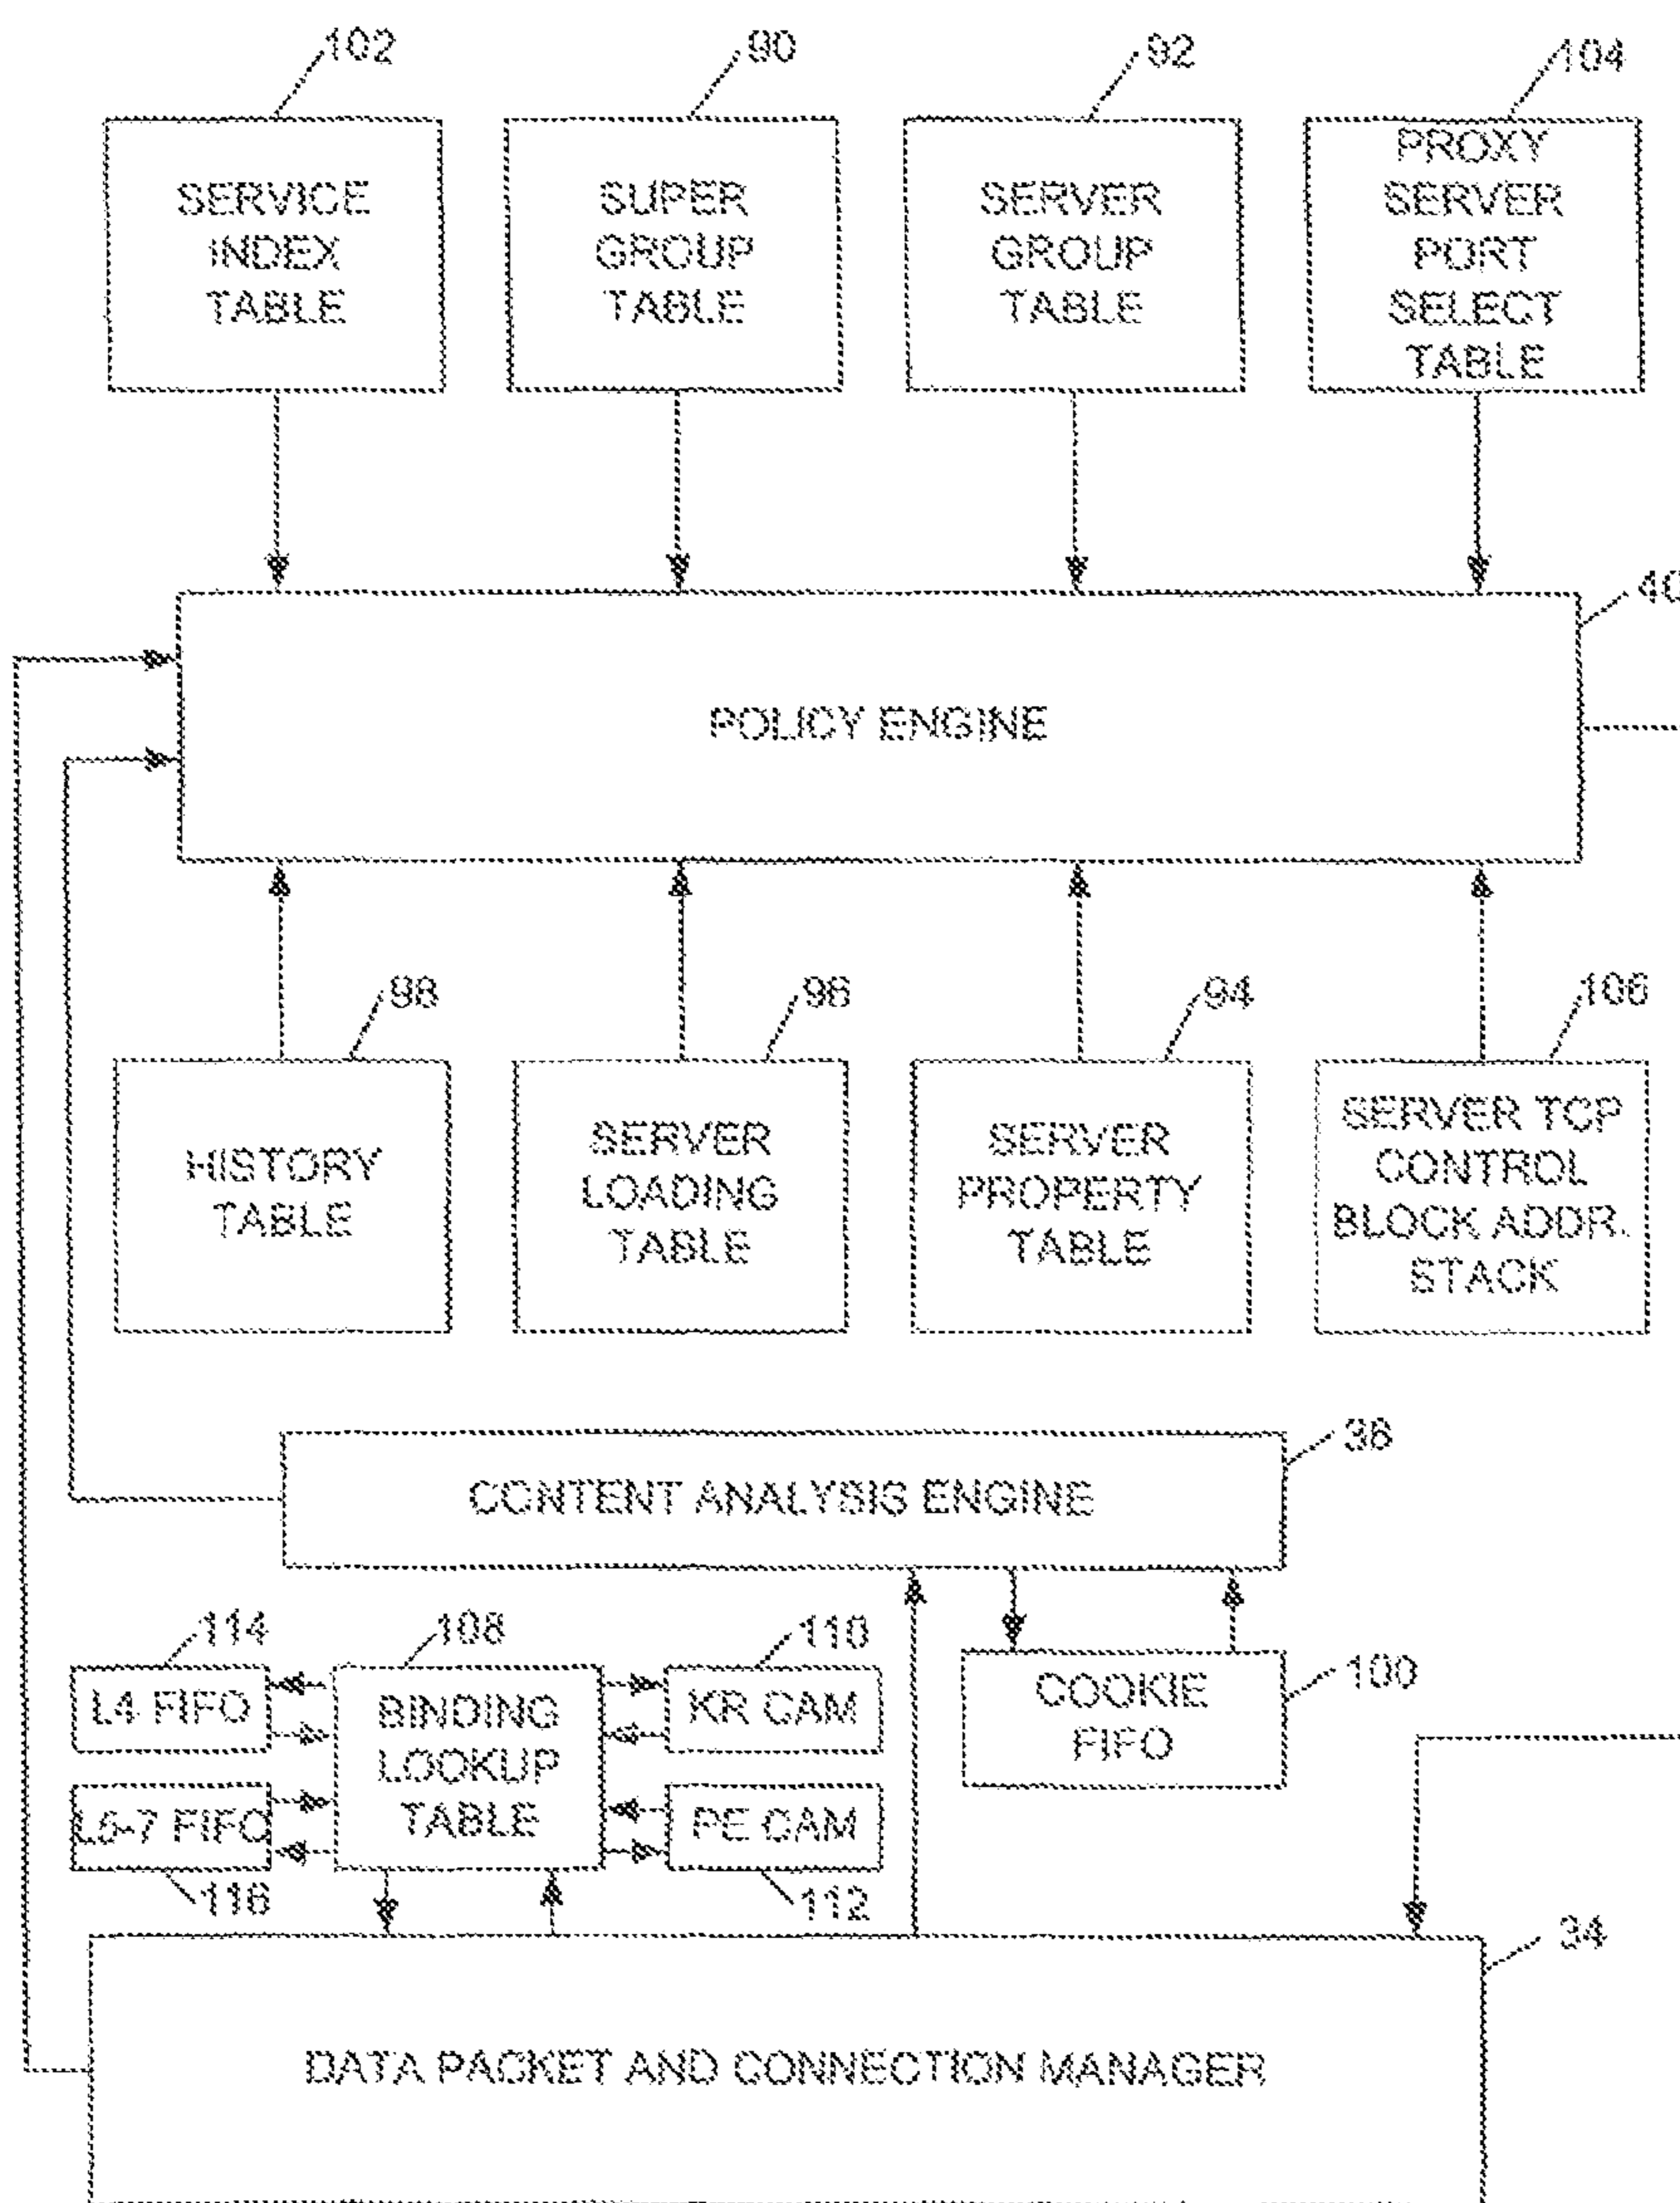 102
90
92
104
SERVICE
INDEX
TABLE
SUPER
GROUP
TABLE
SERVER
GROUP
TABLE
PROXY
SERVER
PORT
SELECT
TABLE
40
POLICY ENGINE
98
96
94
106
HISTORY
TABLE
SERVER
LOADING
TABLE
SERVER
PROPERTY
TABLE
SERVER TCP
CONTROL
BLOCK ADDR.
STACK
36
CONTENT ANALYSIS ENGINE
114
108
110
100
L4 FIFO
BINDING
LOOKUP
TABLE
KR CAM
COOKIE
FIFO
L5-7 FIFO
PE CAM
116
112
34
DATA PACKET AND CONNECTION MANAGER